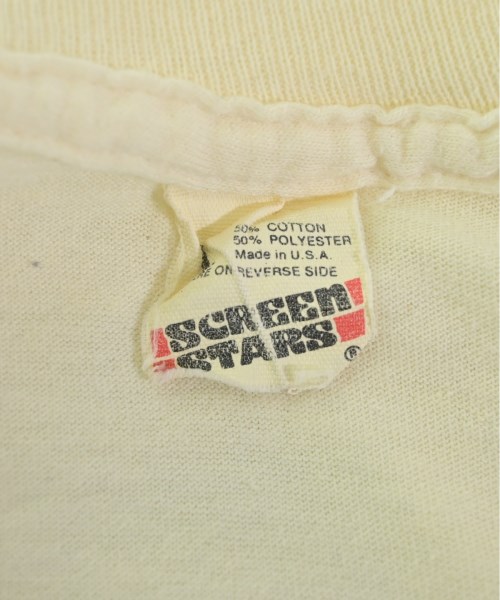 50% COTTON
50% POLYESTER
Made in U.S.A.
ON REVERSE SIDE
SCREEN
STARS
®